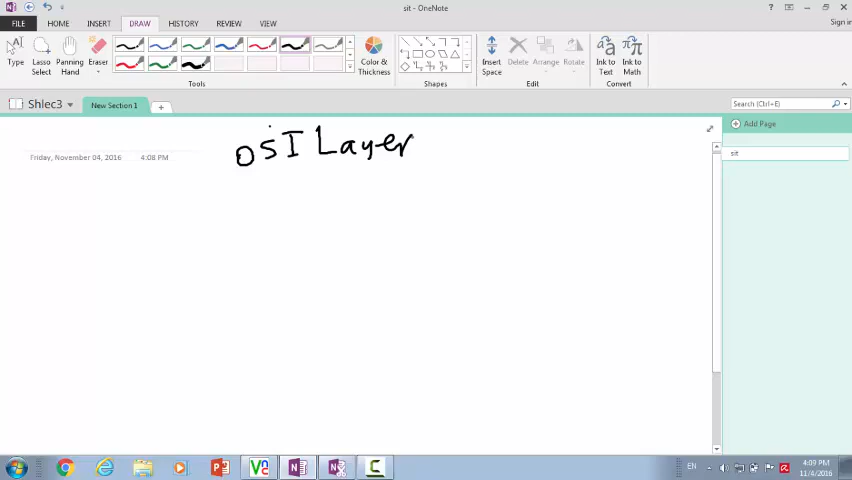 sit - OneNote
?
FILE HOME INSERT DRAW HISTORY REVIEW VIEW
Sign in
Type Lasso Select Panning Hand Eraser
Color & Thickness
Insert Space Delete Arrange Rotate
Ink to Text Ink to Math
Tools Shapes Edit Convert
Shlec3 New Section 1
Search (Ctrl+E)
Add Page
OSI Layer
Friday, November 04, 2016 4:08 PM
sit
EN
4:09 PM
11/4/2016